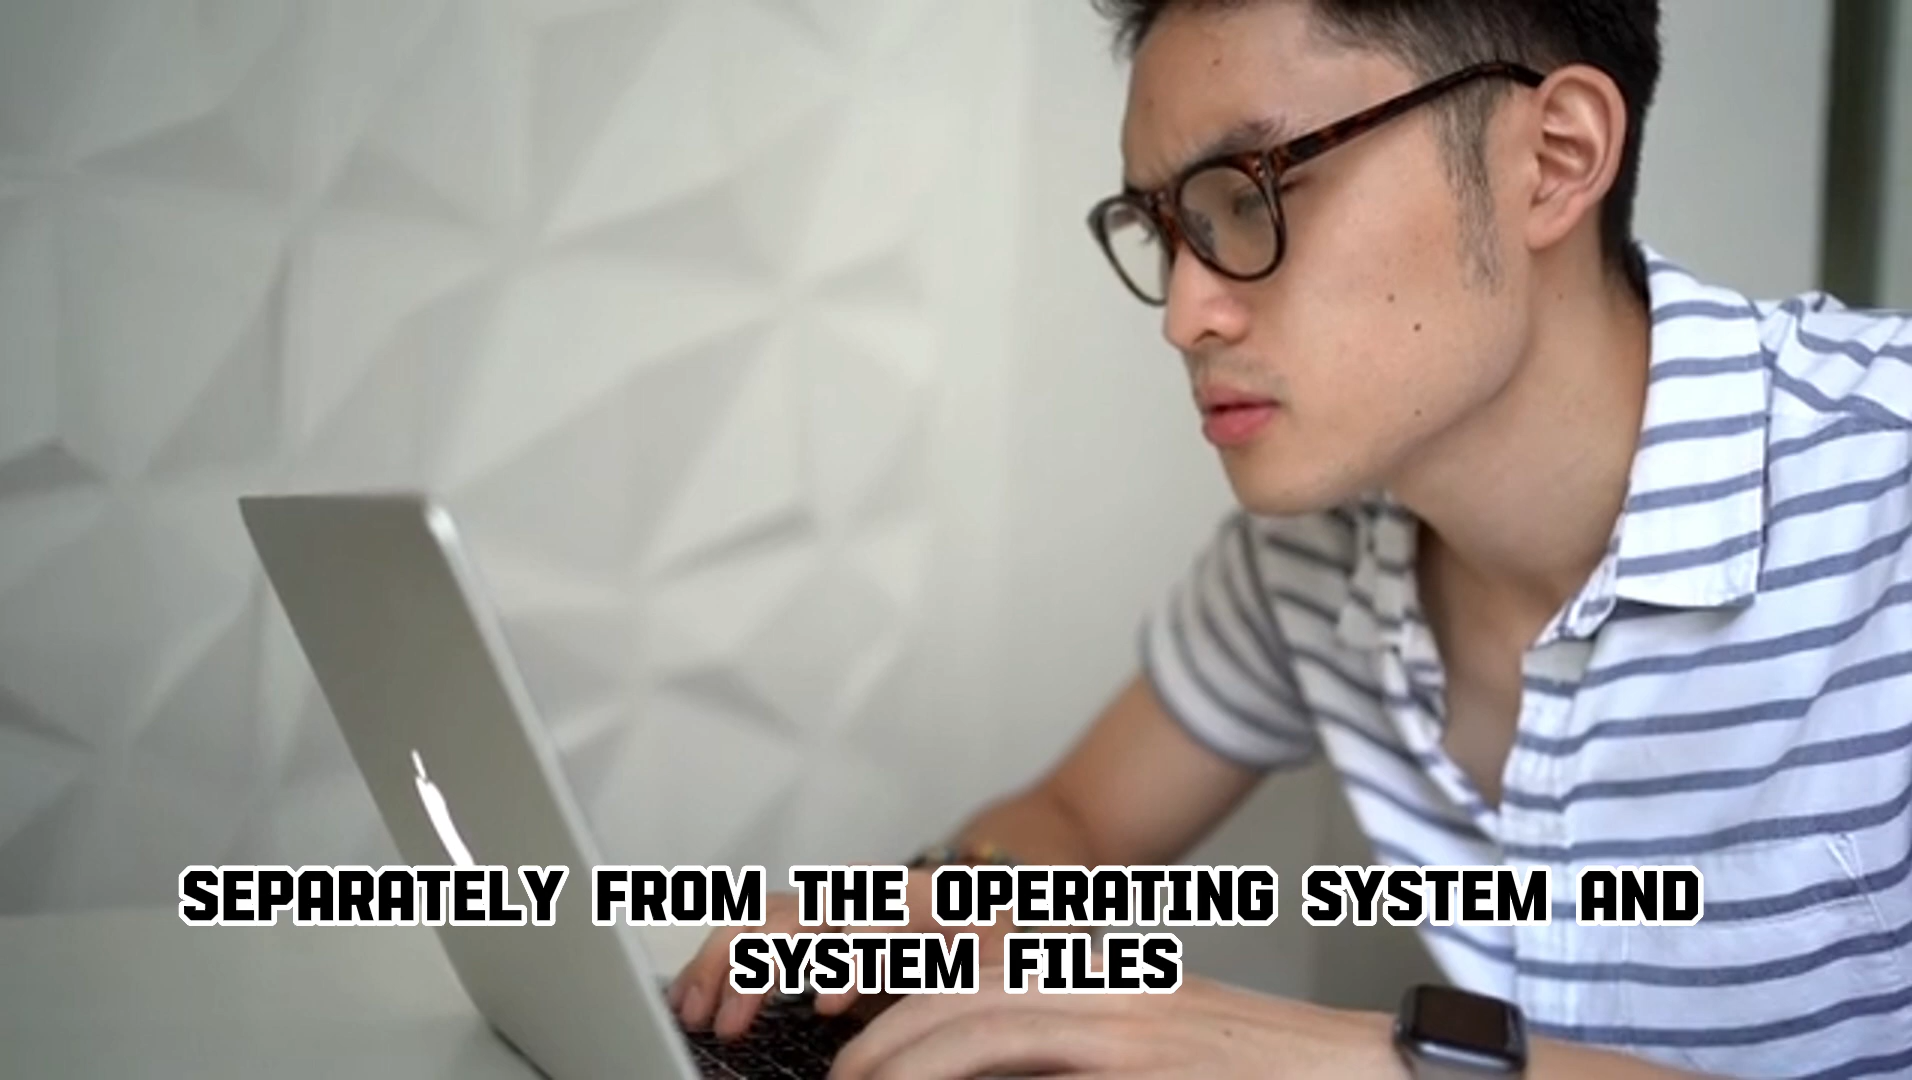 SEPARATELY FROM THE OPERATING SYSTEM AND
SYSTEM FILES